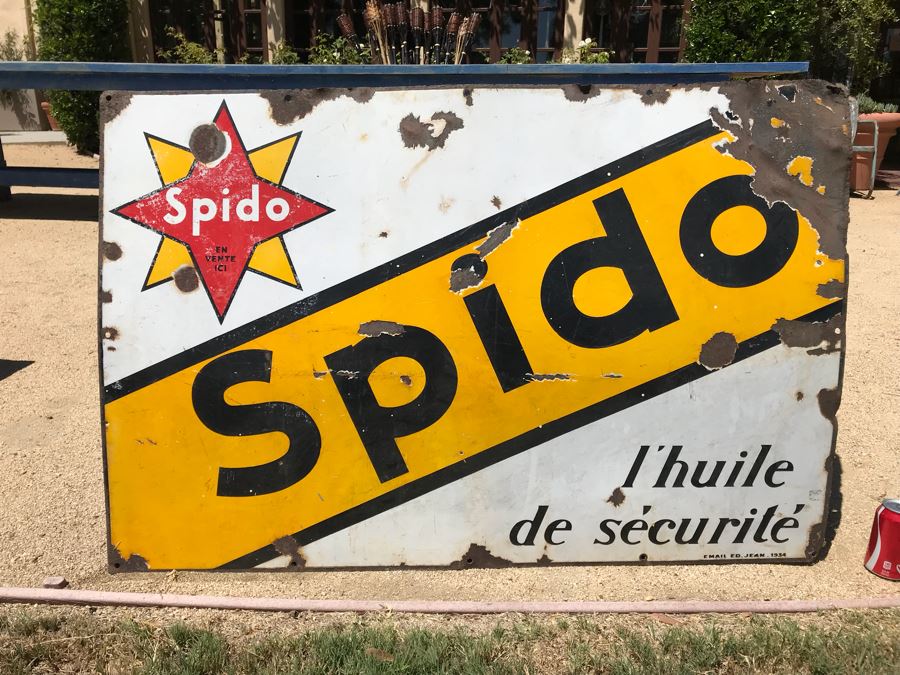 Spido
EN
VENTE
ICI
Spido
l'huile
de sécurité
EMAIL ED. JEAN. 1934